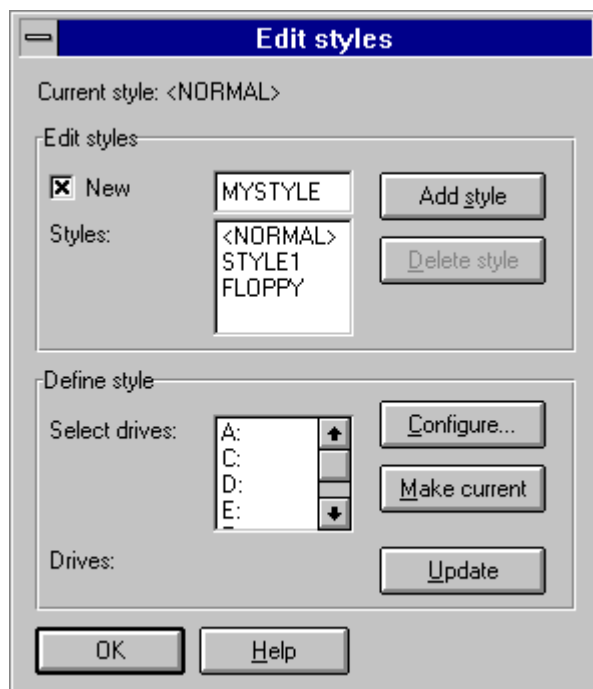 Edit styles
Current style: <NORMAL>
Edit styles
New
MYSTYLE
Add style
Styles:
<NORMAL>
STYLE1
FLOPPY
Delete style
Define style
Select drives:
A:
C:
D:
E:
Configure...
Make current
Drives:
Update
OK
Help